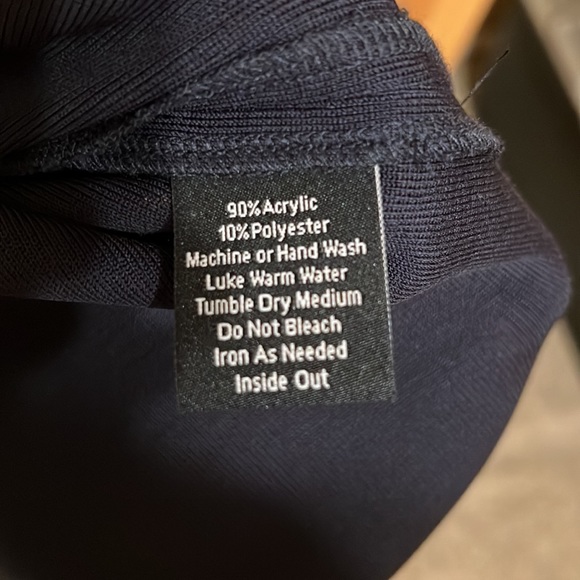 90%Acrylic
10%Polyester
Machine or Hand Wash
Luke Warm Water
Tumble Dry Medium
Do Not Bleach
Iron As Needed
Inside Out